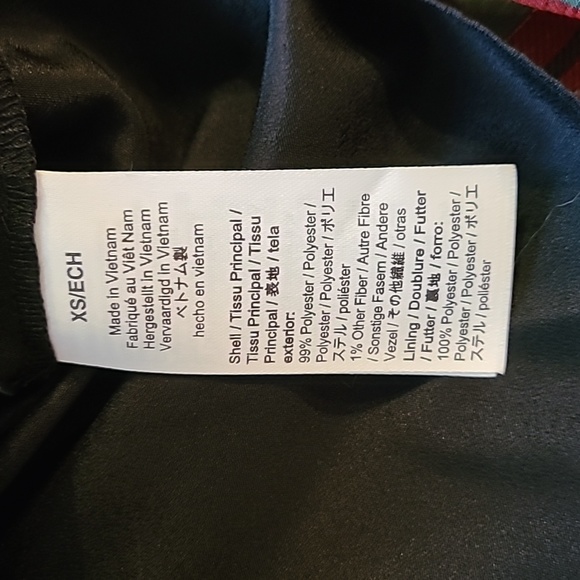 XS/ECH
Made in Vietnam
Fabriqué au Việt Nam
Hergestellt in Vietnam
Vervaardigd in Vietnam
ベトナム製
hecho en vietnam
Shell / Tissu Principal /
Tissu Principal / Tissu
Principal / 表地 / tela
exterior:
99% Polyester / Polyester /
Polyester / Polyester / ポリエ
ステル / poliéster
1% Other Fiber / Autre Fibre
/ Sonstige Fasern / Andere
Vezel / その他繊維 / otras
Lining / Doublure / Futter
/ Futter / 裏地 / forro:
100% Polyester / Polyester /
Polyester / Polyester / ポリエ
ステル / poliéster